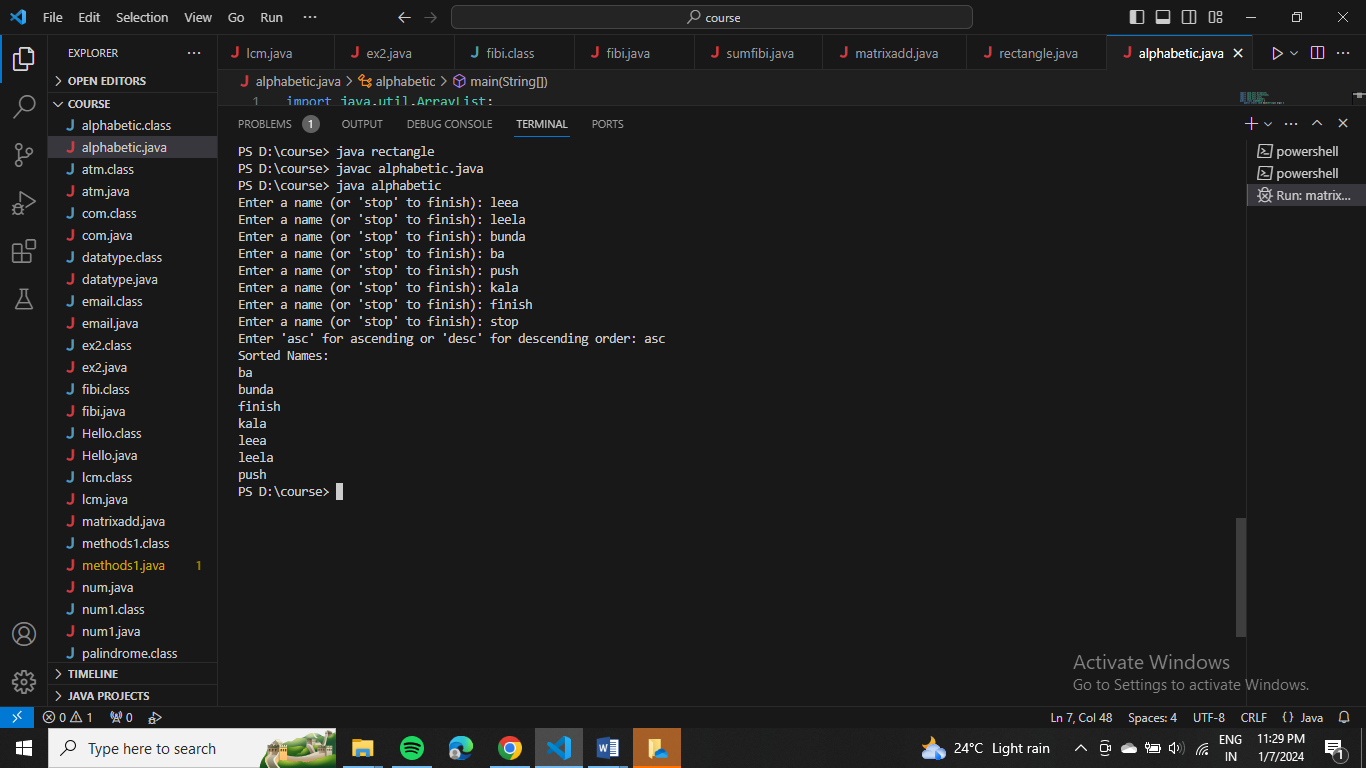 File Edit Selection View Go Run ··· course
EXPLORER ···
lcm.java ex2.java fibi.class fibi.java sumfibi.java matrixadd.java rectangle.java alphabetic.java
OPEN EDITORS
alphabetic.java > alphabetic > main(String[])
COURSE
1 import java.util.ArrayList;
alphabetic.class
alphabetic.java
atm.class
atm.java
com.class
com.java
datatype.class
datatype.java
email.class
email.java
ex2.class
ex2.java
fibi.class
fibi.java
Hello.class
Hello.java
lcm.class
lcm.java
matrixadd.java
methods1.class
methods1.java 1
num.java
num1.class
num1.java
palindrome.class
TIMELINE
JAVA PROJECTS
PROBLEMS 1 OUTPUT DEBUG CONSOLE TERMINAL PORTS
PS D:\course> java rectangle
PS D:\course> javac alphabetic.java
PS D:\course> java alphabetic
Enter a name (or 'stop' to finish): leea
Enter a name (or 'stop' to finish): leela
Enter a name (or 'stop' to finish): bunda
Enter a name (or 'stop' to finish): ba
Enter a name (or 'stop' to finish): push
Enter a name (or 'stop' to finish): kala
Enter a name (or 'stop' to finish): finish
Enter a name (or 'stop' to finish): stop
Enter 'asc' for ascending or 'desc' for descending order: asc
Sorted Names:
ba
bunda
finish
kala
leea
leela
push
PS D:\course>
powershell
powershell
Run: matrix...
Activate Windows
Go to Settings to activate Windows.
0 1 0 Ln 7, Col 48 Spaces: 4 UTF-8 CRLF {} Java
Type here to search 24°C Light rain ENG IN 11:29 PM 1/7/2024 1